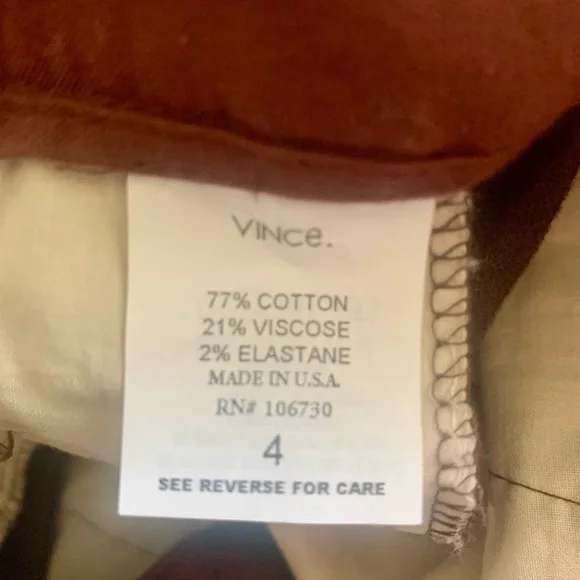 VINCe.
77% COTTON
21% VISCOSE
2% ELASTANE
MADE IN U.S.A.
RN# 106730
4
SEE REVERSE FOR CARE